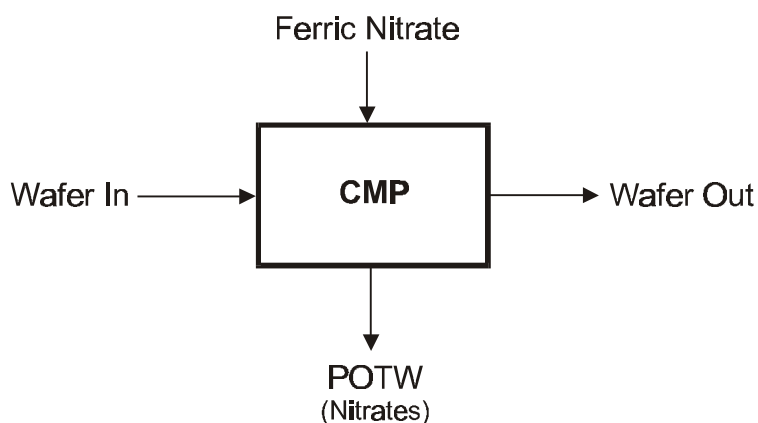 Ferric Nitrate
Wafer In
CMP
Wafer Out
POTW
(Nitrates)